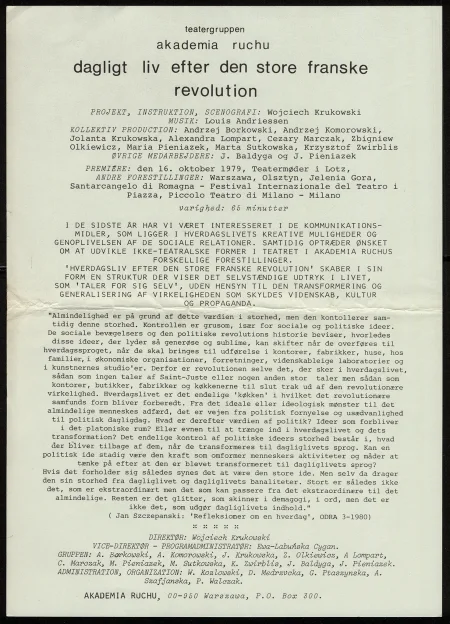 teatergruppen
akademia ruchu
dagligt liv efter den store franske
revolution
PROJEKT, INSTRUKTION, SCENOGRAFI: Wojciech Krukowski
MUSIK: Louis Andriessen
KOLLEKTIV PRODUCTION: Andrzej Borkowski, Andrzej Komorowski,
Jolanta Krukowska, Alexandra Lompart, Cezary Marczak, Zbigniew
Olkiewicz, Maria Pieniazek, Marta Sutkowska, Krzysztof Zwirblis
ØVRIGE MEDARBEJDERE: J. Baldyga og J. Pieniazek
PREMIÈRE: den 16. oktober 1979, Teatermøder i Lotz,
ANDRE FORESTILLINGER: Warszawa, Olsztyn, Jelenia Gora,
Santarcangelo di Romagna - Festival Internazionale del Teatro i
Piazza, Piccolo Teatro di Milano - Milano
varighed: 65 minutter
I DE SIDSTE ÅR HAR VI VÆRET INTERESSERET I DE KOMMUNIKATIONS-
MIDLER, SOM LIGGER I HVERDAGSLIVETS KREATIVE MULIGHEDER OG
GENOPLIVELSEN AF DE SOCIALE RELATIONER. SAMTIDIG OPTRÆDER ØNSKET
OM AT UDVIKLE IKKE-TEATRALSKE FORMER I TEATRET I AKADEMIA RUCHUS
FORSKELLIGE FORESTILLINGER.
'HVERDAGSLIV EFTER DEN STORE FRANSKE REVOLUTION' SKABER I SIN
FORM EN STRUKTUR DER VISER DET SELVSTÆNDIGE UDTRYK I LIVET,
SOM 'TALER FOR SIG SELV', UDEN HENSYN TIL DEN TRANSFORMERING OG
GENERALISERING AF VIRKELIGHEDEN SOM SKYLDES VIDENSKAB, KULTUR
OG PROPAGANDA.
"Almindelighed er på grund af dette værdien i storhed, men den kontrollerer sam-
tidig denne storhed. Kontrollen er grusom, især for sociale og politiske ideer.
De sociale bevægelsers og den politiske revolutions historie beviser, hvorledes
disse ideer, der lyder så generøse og sublime, kan skifter når de overføres til
hverdagssproget, når de skal bringes til udførelse i kontorer, fabrikker, huse, hos
familier, i økonomiske organisationer, forretninger, videnskabelige laboratorier og
i kunstnernes studio'er. Derfor er revolutionen selve det, der sker i hverdagslivet,
sådan som ingen taler af Saint-Juste eller nogen anden stor taler men sådan som
kontorer, butikker, fabrikker og køkkenerne til slut trak ud af den revolutionære
virkelighed. Hverdagslivet er det endelige 'køkken' i hvilket det revolutionære
samfunds form bliver forberedt. Fra det ideale eller ideologisk mønster til det
almindelige menneskes adfærd, det er vejen fra politisk fornyelse og uundvanlighed
til politisk dagligdag. Hvad er derefter værdien af politik? Ideer som forbliver
i det platoniske rum? Eller evnen til at trænge ind i hverdagslivet og dets
transformation? Det endelige kontrol af politiske ideers storhed består i, hvad
der bliver tilbage af dem, når de transformeres til dagliglivets sprog. Kan en
politisk ide stadig være den kraft som omformer menneskers aktiviteter og måder at
tænke på efter at den er blevet transformeret til dagliglivets sprog?
Hvis det forholder sig således synes det at være den store ide. Men selv da drager
den sin storhed fra dagliglivet og dagliglivets banaliteter. Stort er således ikke
det, som er ekstraordinært men det som kan passere fra det ekstraordinære til det
almindelige. Resten er det glitter, som skinner i demagogi, i ord, men det er
ikke det, som udgør dagliglivets indhold."
( Jan Szczepanski: 'Refleksioner om en hverdag', ODRA 3-1980)
:: :: :: :: ::
DIREKTØR: Wojciech Krukowski
VICE-DIREKTØR - PROGRAMADMINISTRATØR: Ewa-Łabuńska Cygan.
GRUPPEN: A. Børkowski, A. Komorowski, J. Krukowska, Z. Olkiewicz, A Lompart,
C. Marczak, M. Pieniazek, M. Sutkowska, K. Zwirblis, J. Baldyga, J. Pieniazek.
ADMINISTRATION, ORGANIZATION: W. Kozlowski, D. Medrzucka, G. Ptaszynska, A.
Szafjanska, P. Walczak.
AKADEMIA RUCHU, 00-950 Warszawa, P.O. Box 300.